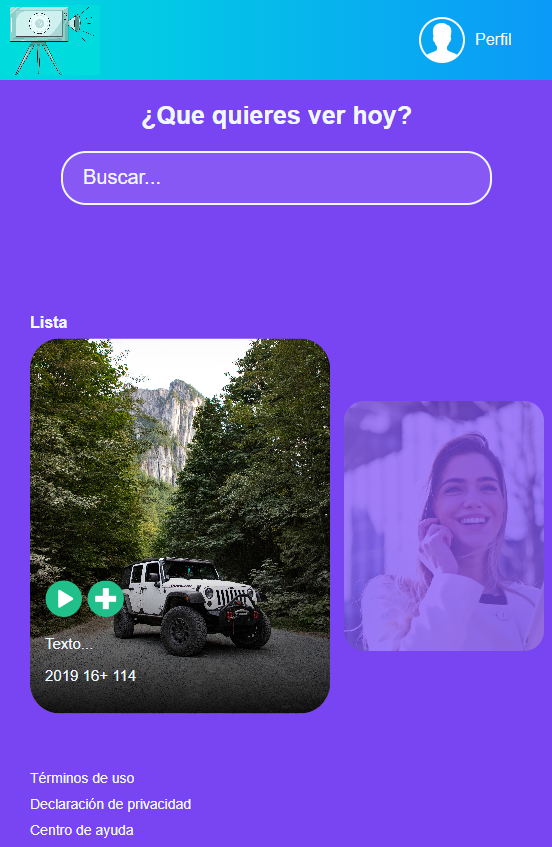 Perfil
¿Que quieres ver hoy?
Buscar...
Lista
Texto...
2019 16+ 114
Términos de uso
Declaración de privacidad
Centro de ayuda